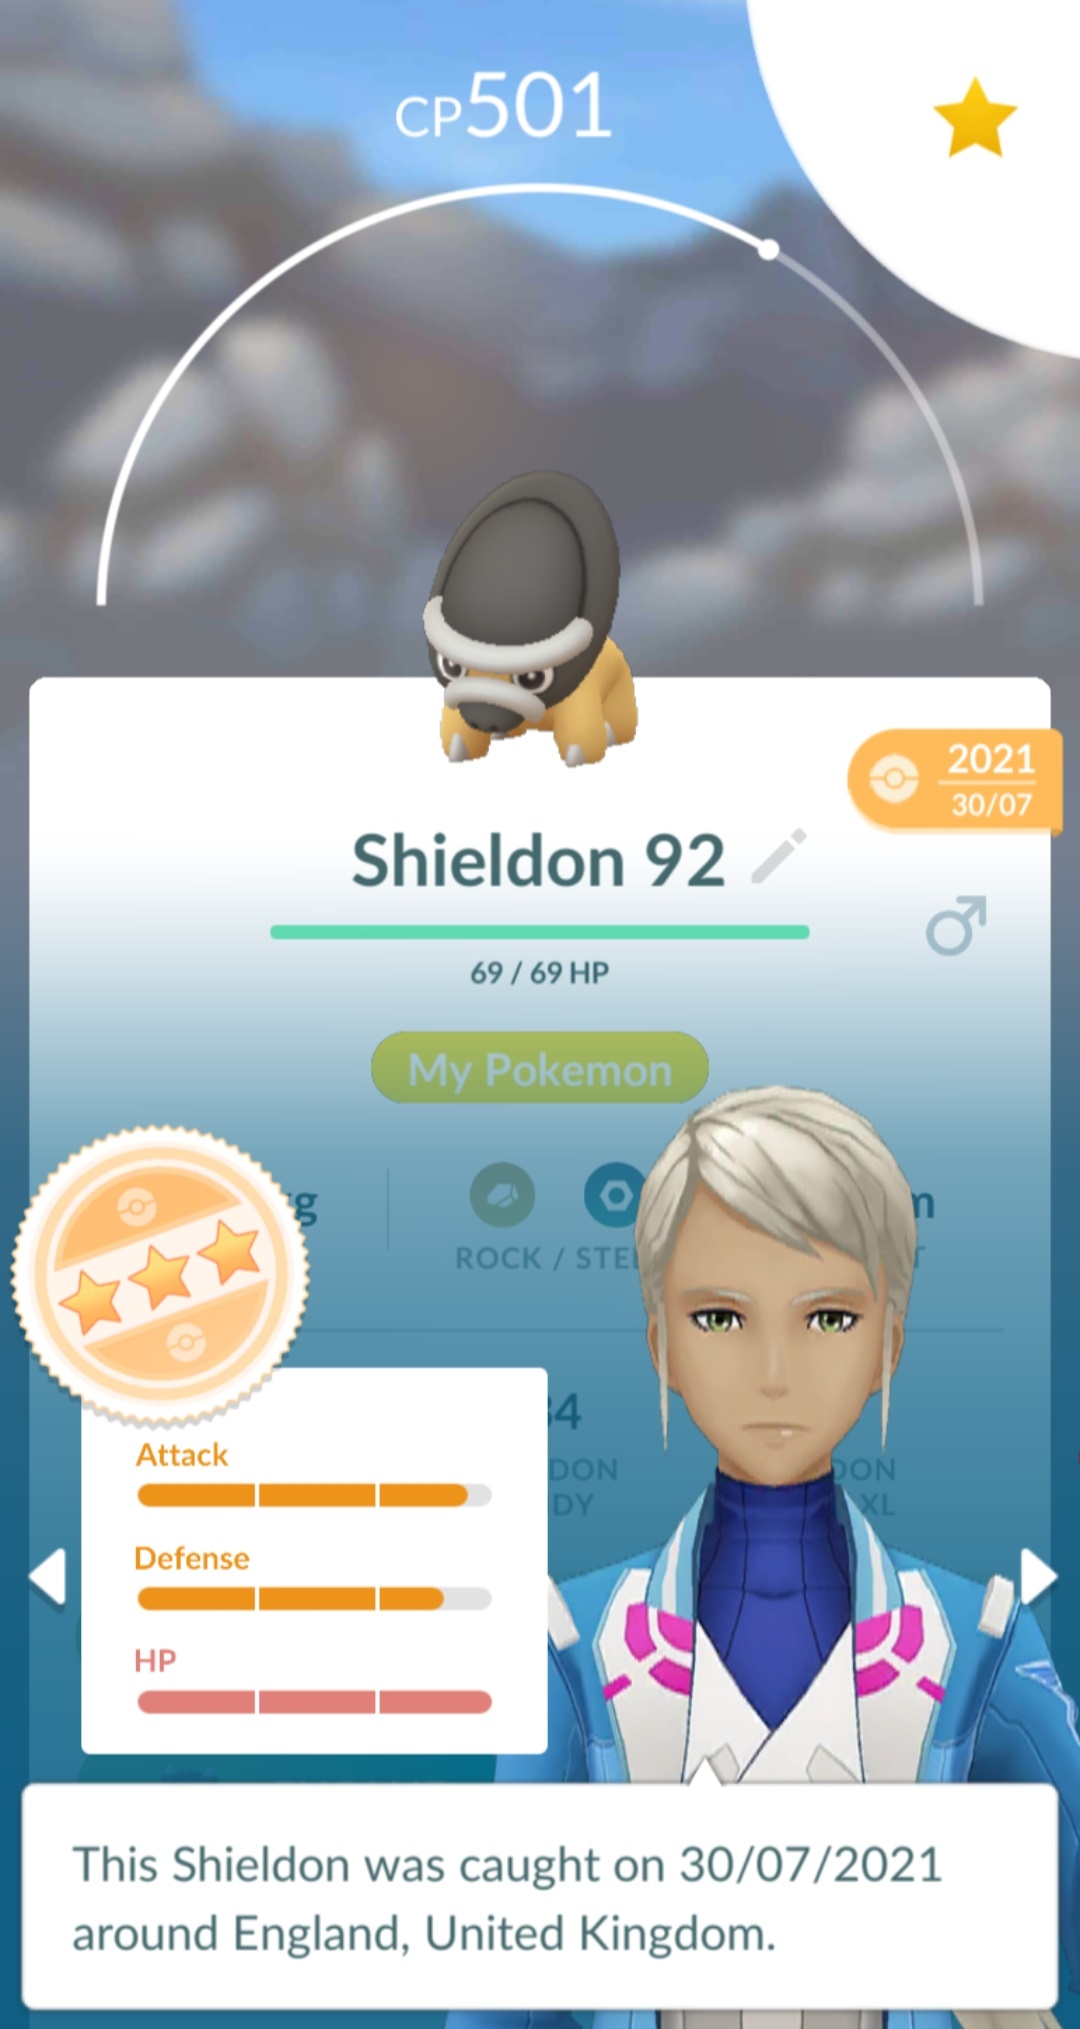 CP501
2021
30/07
Shieldon 92
69 / 69 HP
My Pokemon
ROCK /
Attack
Defense
HP
This Shieldon was caught on 30/07/2021
around England, United Kingdom.